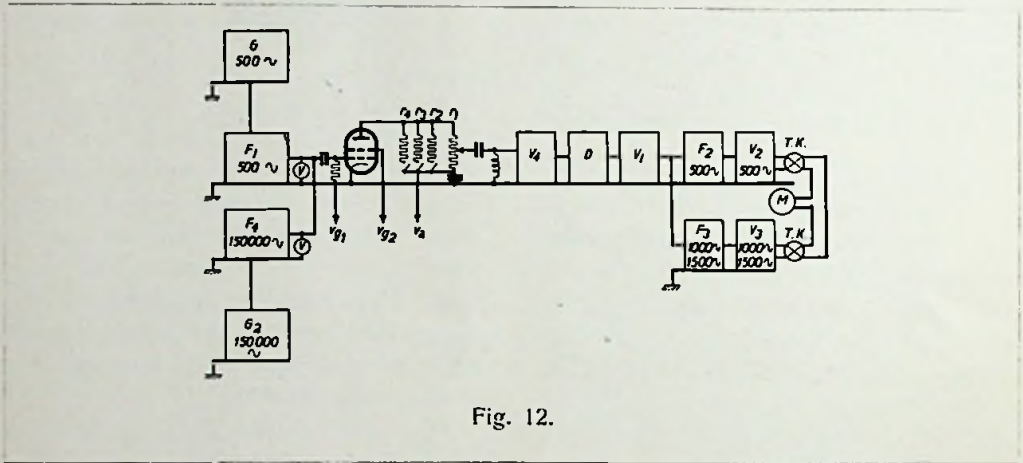 G
500 ~
F1
500 ~
V
F4
150000 ~
V
G2
150000
~
Vg1
Vg2
Va
r4 r3 r2 r1
V4
D
V1
F2
500 ~
V2
500 ~
T.K.
M
F3
1000 ~
1500 ~
V3
1000 ~
1500 ~
T.K.
Fig. 12.